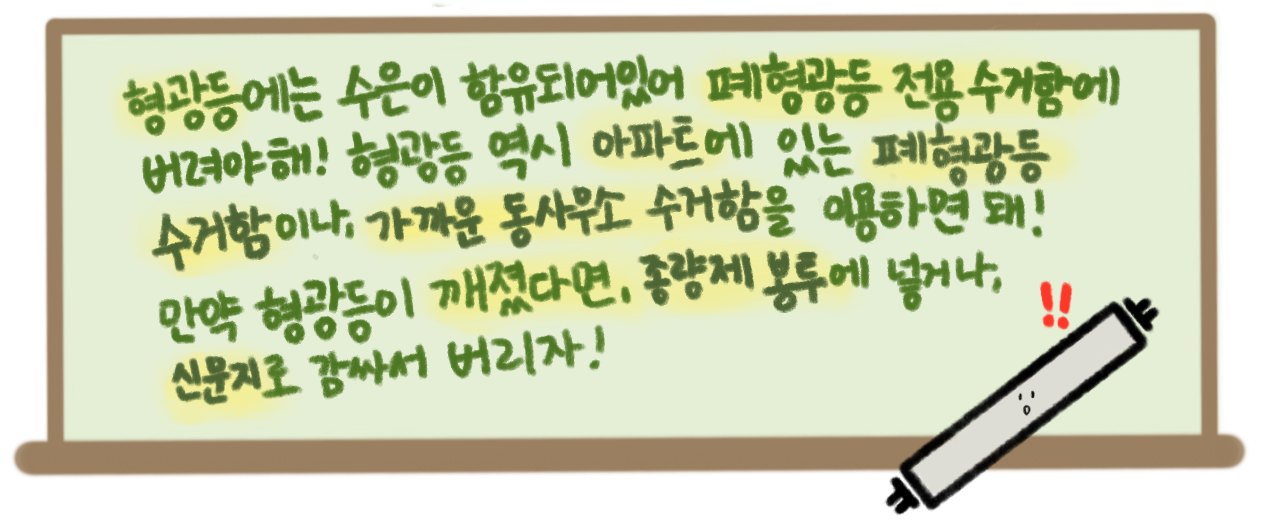 형광등에는 수은이 함유되어있어 폐형광등 전용 수거함에
버려야해! 형광등 역시 아파트에 있는 폐형광등
수거함이나, 가까운 동사무소 수거함을 이용하면 돼!
만약 형광등이 깨졌다면, 종량제 봉투에 넣거나,
신문지로 감싸서 버리자!
!!